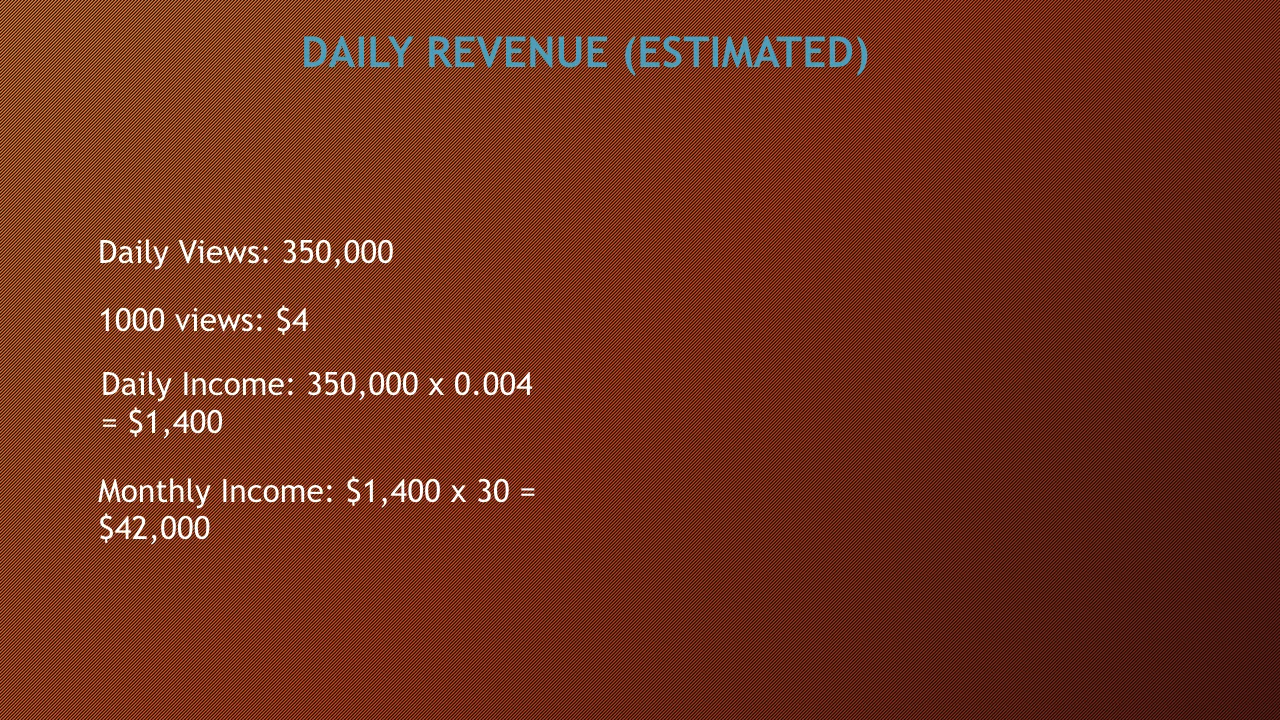 DAILY REVENUE (ESTIMATED)
Daily Views: 350,000
1000 views: $4
Daily Income: 350,000 x 0.004
= $1,400
Monthly Income: $1,400 x 30 =
$42,000